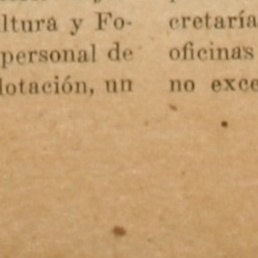 ltura y Fo-
personal de
lotación, un
cretaría
oficinas
no exce